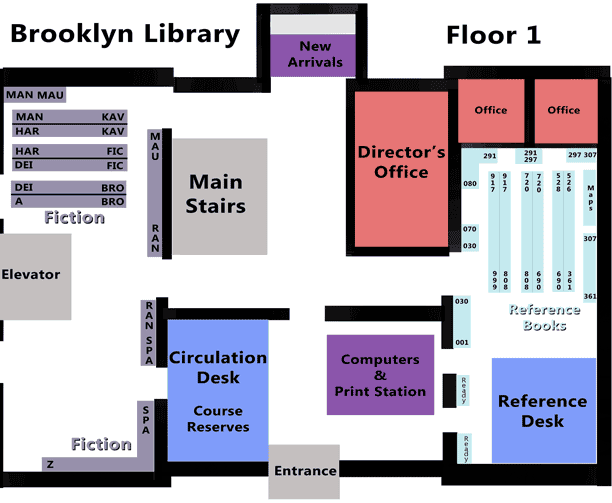 Brooklyn Library
Floor 1
New
Arrivals
MAN MAU
MAN KAV
HAR KAV
HAR FIC
DEI FIC
DEI BRO
A BRO
Fiction
MAU
RAN
Main
Stairs
Director's
Office
Office
Office
291
291
297
297 307
080
917
917
720
720
528
526
Maps
070
030
307
999
808
808
690
690
361
361
Reference
Books
Elevator
RAN
SPA
030
001
Circulation
Desk
Course
Reserves
Computers
&
Print Station
Ready
Reference
Desk
SPA
Fiction
Z
Ready
Entrance